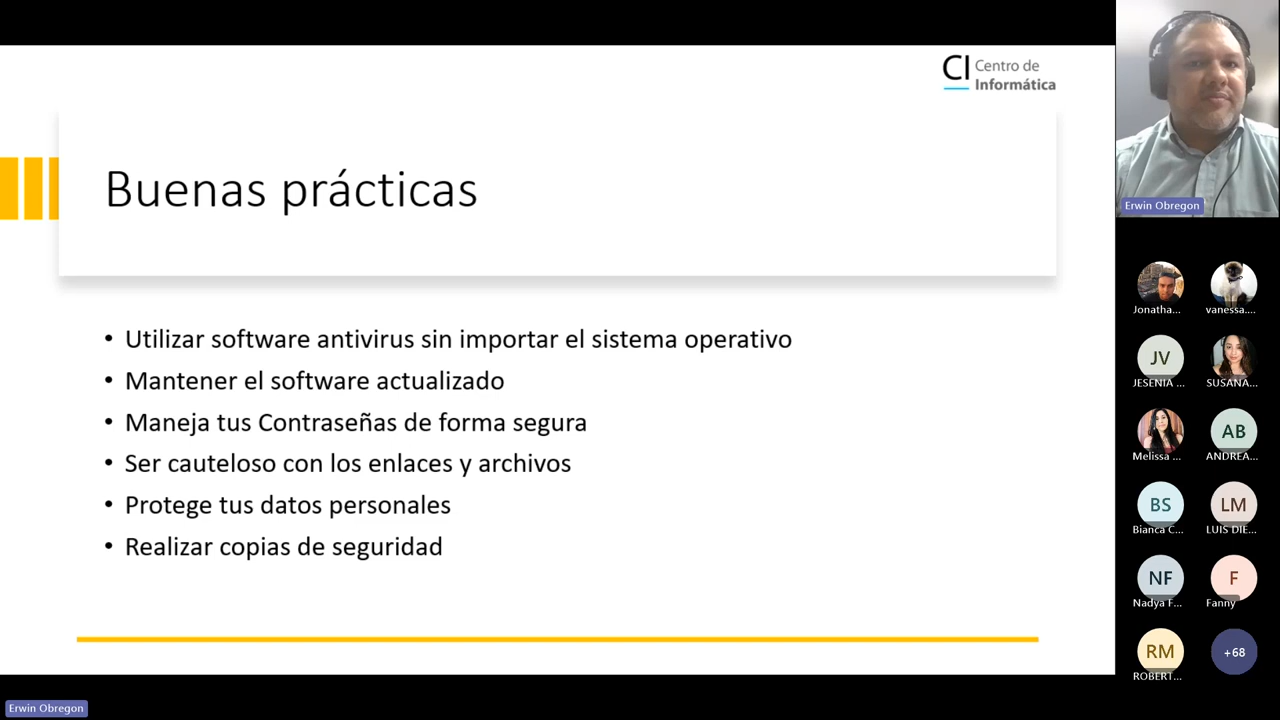 CI Centro de
Informática
Buenas prácticas
• Utilizar software antivirus sin importar el sistema operativo
• Mantener el software actualizado
• Maneja tus Contraseñas de forma segura
• Ser cauteloso con los enlaces y archivos
• Protege tus datos personales
• Realizar copias de seguridad
Erwin Obregon
Jonatha...
vanessa....
JV
JESENIA ...
SUSANA...
Melissa ...
AB
ANDREA...
BS
Bianca C...
LM
LUIS DIE...
NF
Nadya F...
F
Fanny
RM
ROBERT...
+68
Erwin Obregon